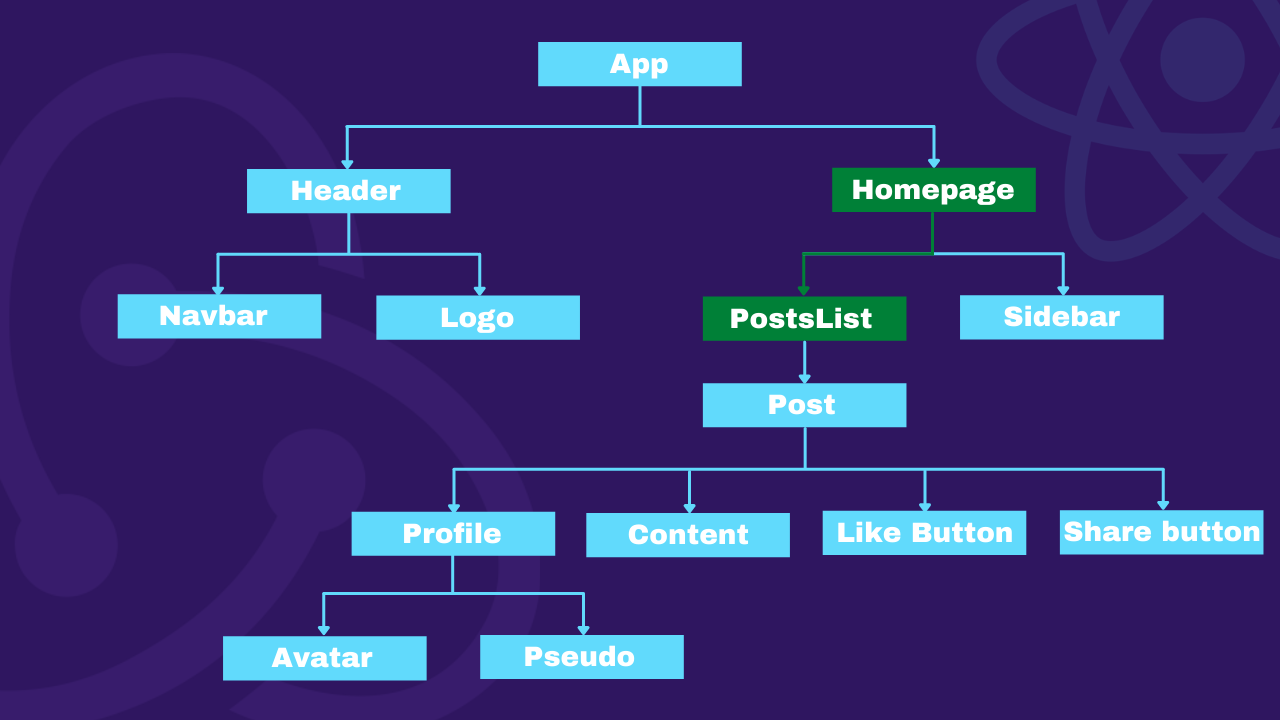 App
Header
Homepage
Navbar
Logo
PostsList
Sidebar
Post
Profile
Content
Like Button
Share button
Avatar
Pseudo